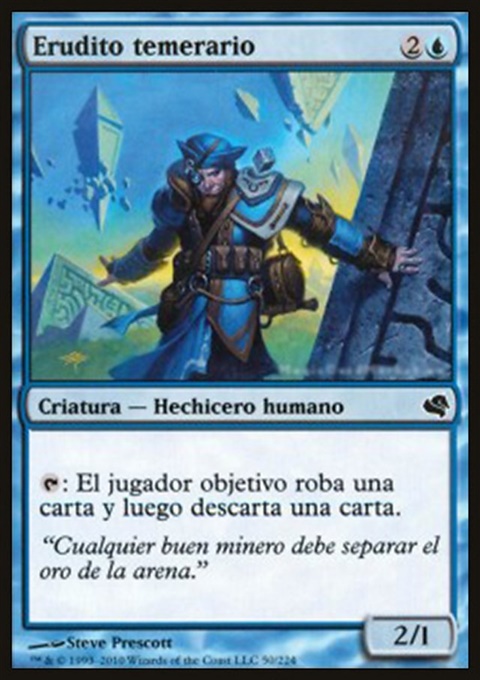 Erudito temerario 2
Criatura — Hechicero humano
: El jugador objetivo roba una
carta y luego descarta una carta.
“Cualquier buen minero debe separar el
oro de la arena.”
Steve Prescott
2/1
™ & © 1993-2010 Wizards of the Coast LLC 50/224